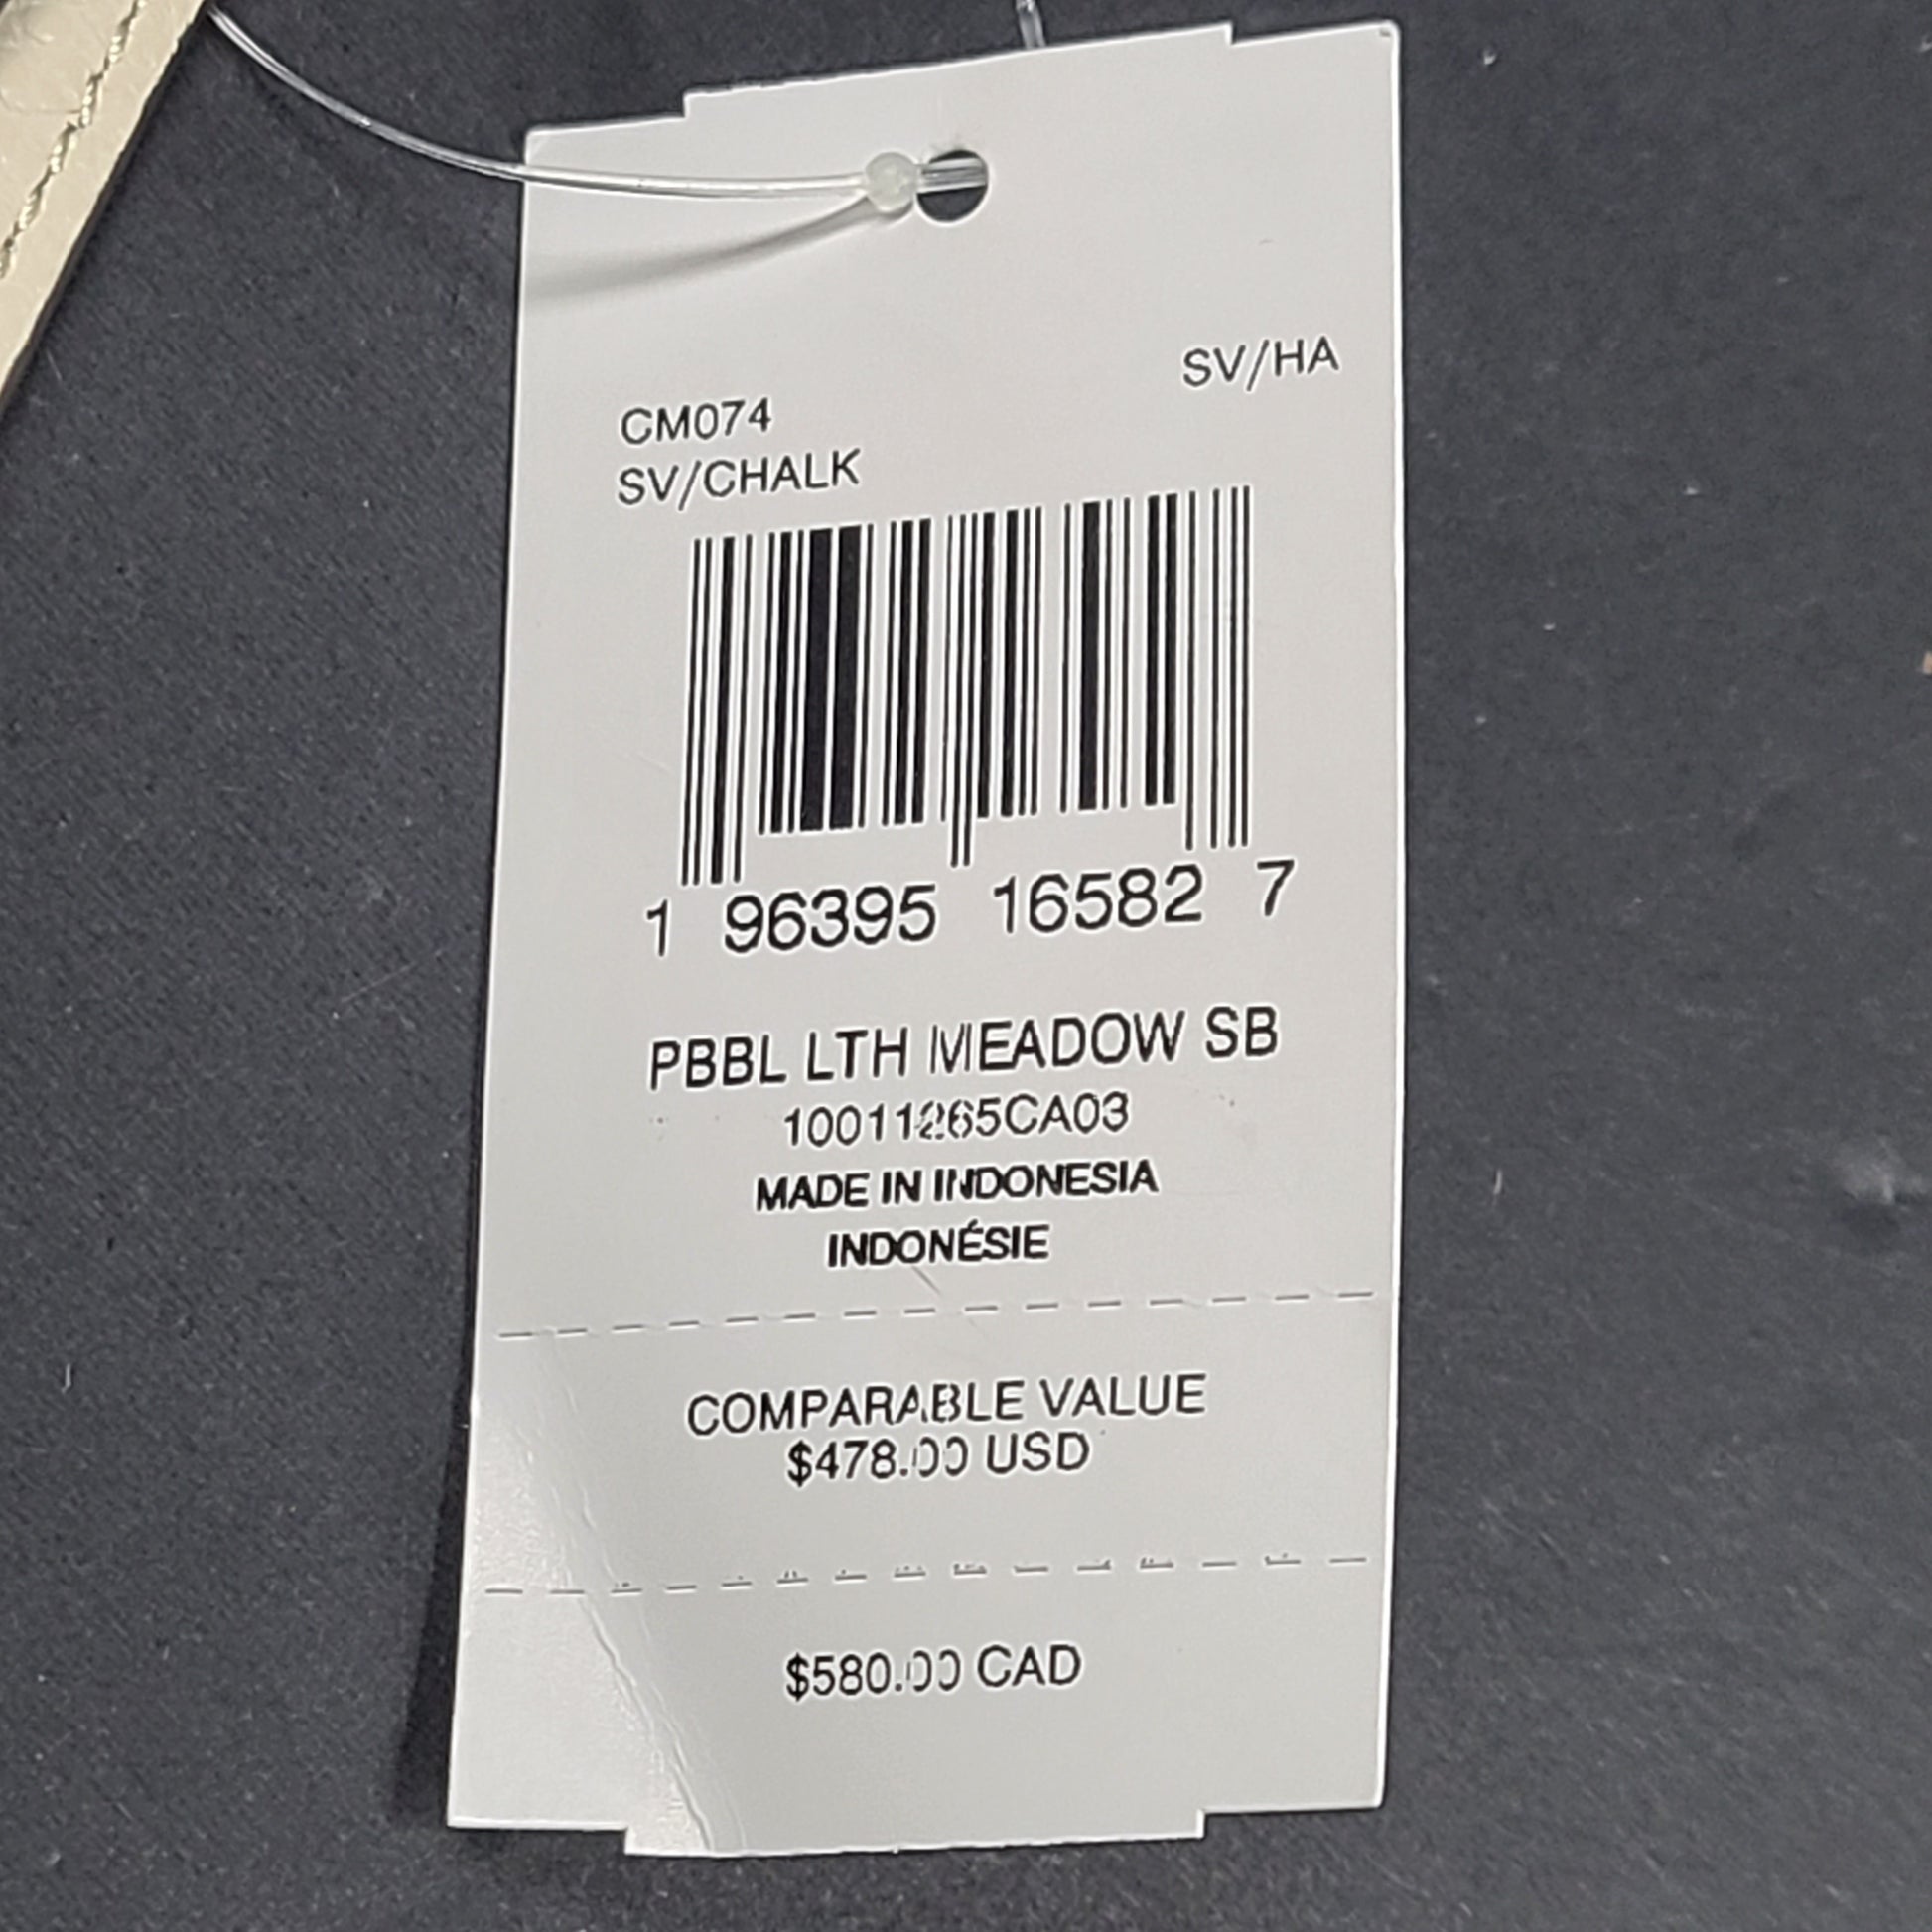 SV/HA
CM074
SV/CHALK
1 96395 16582 7
PBBL LTH MEADOW SB
10011265CA03
MADE IN INDONESIA
INDONÉSIE
COMPARABLE VALUE
$478.00 USD
$580.00 CAD